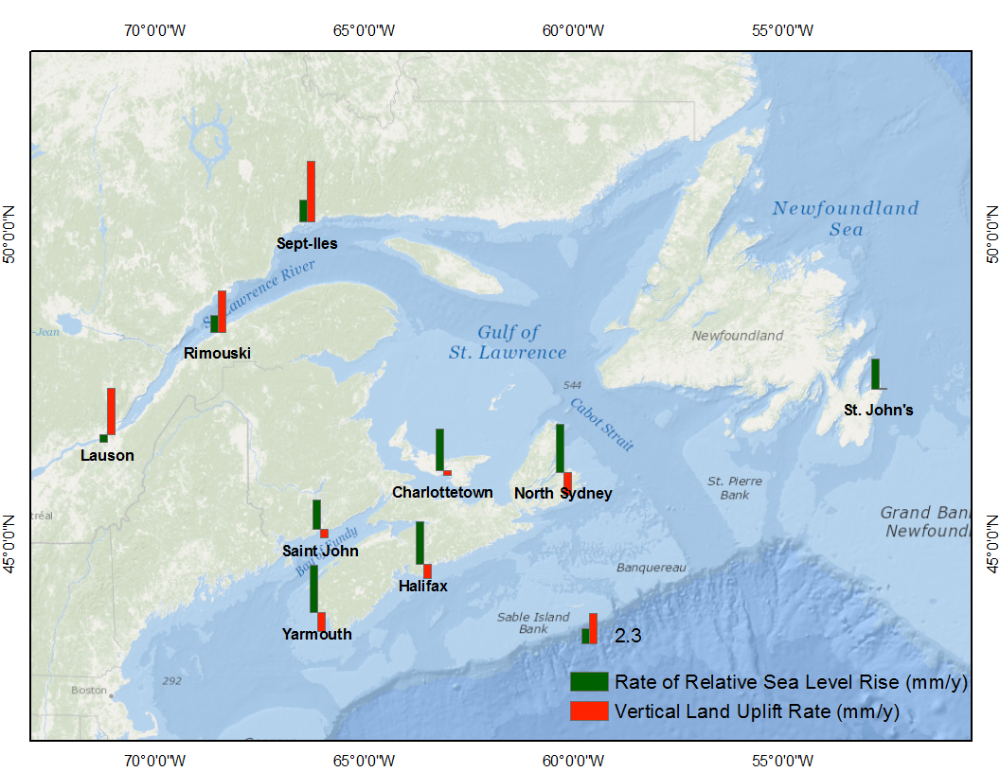 70°0'0"W 65°0'0"W 60°0'0"W 55°0'0"W
50°0'0"N
50°0'0"N
Newfoundland
Sea
Sept-Iles
St. Lawrence River
-Jean
Rimouski
Gulf of
St. Lawrence
Newfoundland
544
Cabot Strait
St. John's
Lauson
Charlottetown
North Sydney
St. Pierre
Bank
tréal
Grand Ban
Newfoundl
45°0'0"N
45°0'0"N
Saint John
Bay of Fundy
Halifax
Banquereau
Yarmouth
Sable Island
Bank
2.3
292
Boston
Rate of Relative Sea Level Rise (mm/y)
Vertical Land Uplift Rate (mm/y)
70°0'0"W 65°0'0"W 60°0'0"W 55°0'0"W